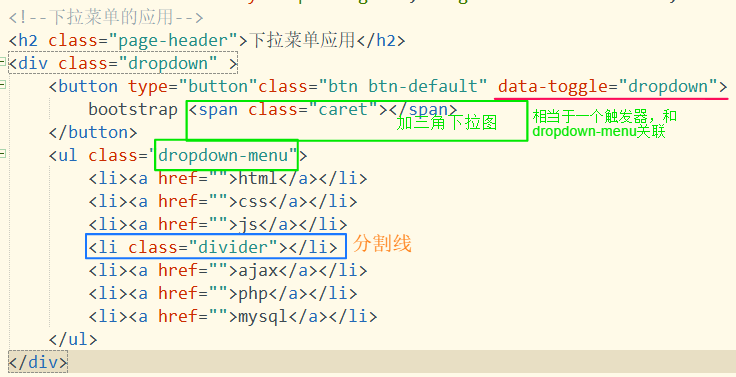 <!--下拉菜单的应用-->
<h2 class="page-header">下拉菜单应用</h2>
<div class="dropdown" >
<button type="button"class="btn btn-default" data-toggle="dropdown">
bootstrap <span class="caret"></span>
加三角下拉图
相当于一个触发器，和
dropdown-menu关联
</button>
<ul class="dropdown-menu">
<li><a href="">html</a></li>
<li><a href="">css</a></li>
<li><a href="">js</a></li>
<li class="divider"></li> 分割线
<li><a href="">ajax</a></li>
<li><a href="">php</a></li>
<li><a href="">mysql</a></li>
</ul>
</div>